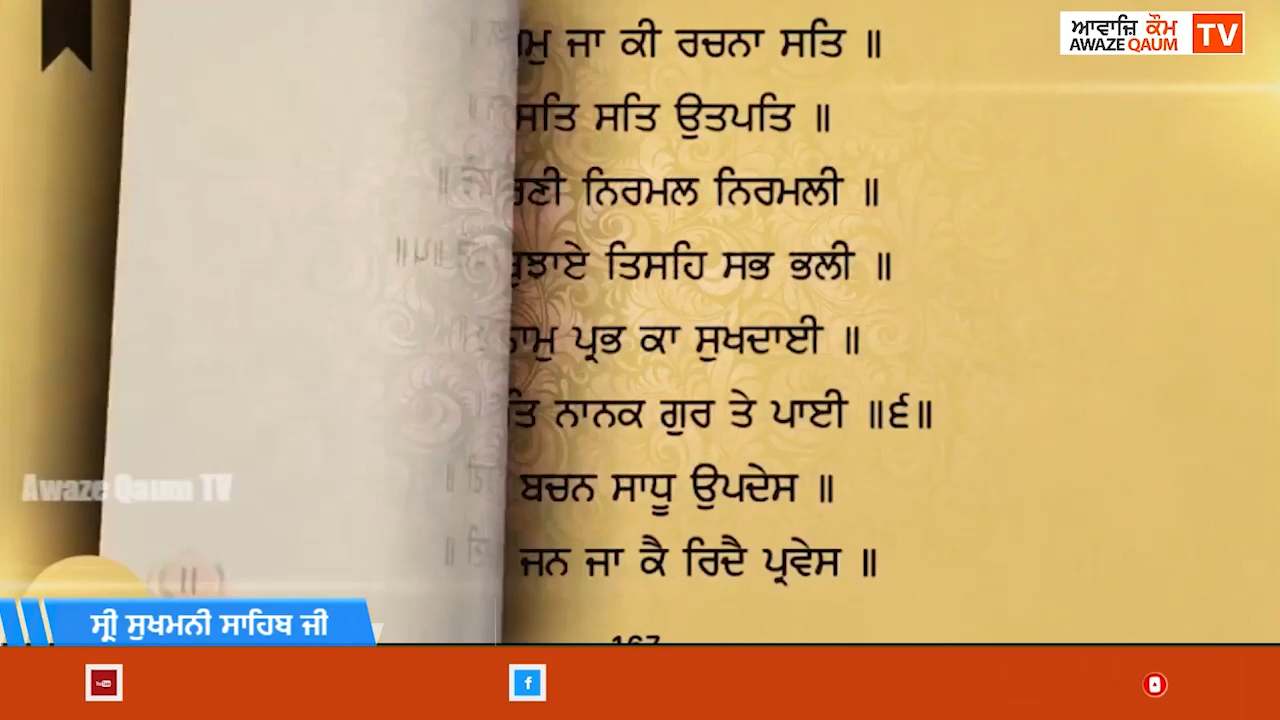 ਆਵਾਜ਼ਿ ਕੌਮ TV
AWAZE QAUM
ਜਾ ਕੀ ਰਚਨਾ ਸਤਿ ॥
ਸਤਿ ਸਤਿ ਉਤਪਤਿ ॥
ਨਿਰਮਲ ਨਿਰਮਲੀ ॥
ਤਿਸਹਿ ਸਭ ਭਲੀ ॥
ਪ੍ਰਭ ਕਾ ਸੁਖਦਾਈ ॥
ਨਾਨਕ ਗੁਰ ਤੇ ਪਾਈ ॥੬॥
ਬਚਨ ਸਾਧੂ ਉਪਦੇਸ ॥
ਜਨ ਜਾ ਕੈ ਰਿਦੈ ਪ੍ਰਵੇਸ ॥
Awaze Qaum TV
ਸ੍ਰੀ ਸੁਖਮਨੀ ਸਾਹਿਬ ਜੀ